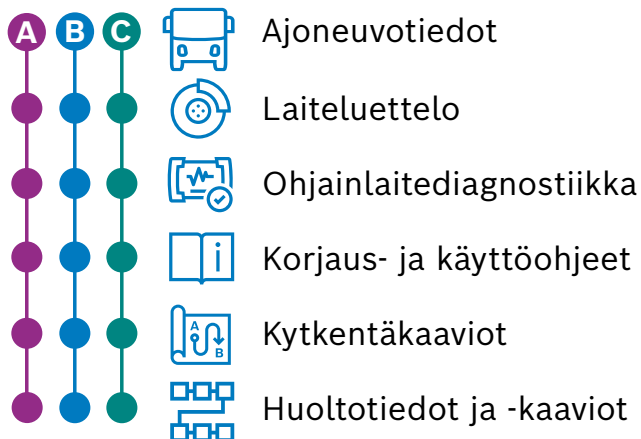 A B C Ajoneuvotiedot
Laiteluettelo
Ohjainlaitediagnostiikka
i Korjaus- ja käyttöohjeet
A B Kytkentäkaaviot
Huoltotiedot ja -kaaviot